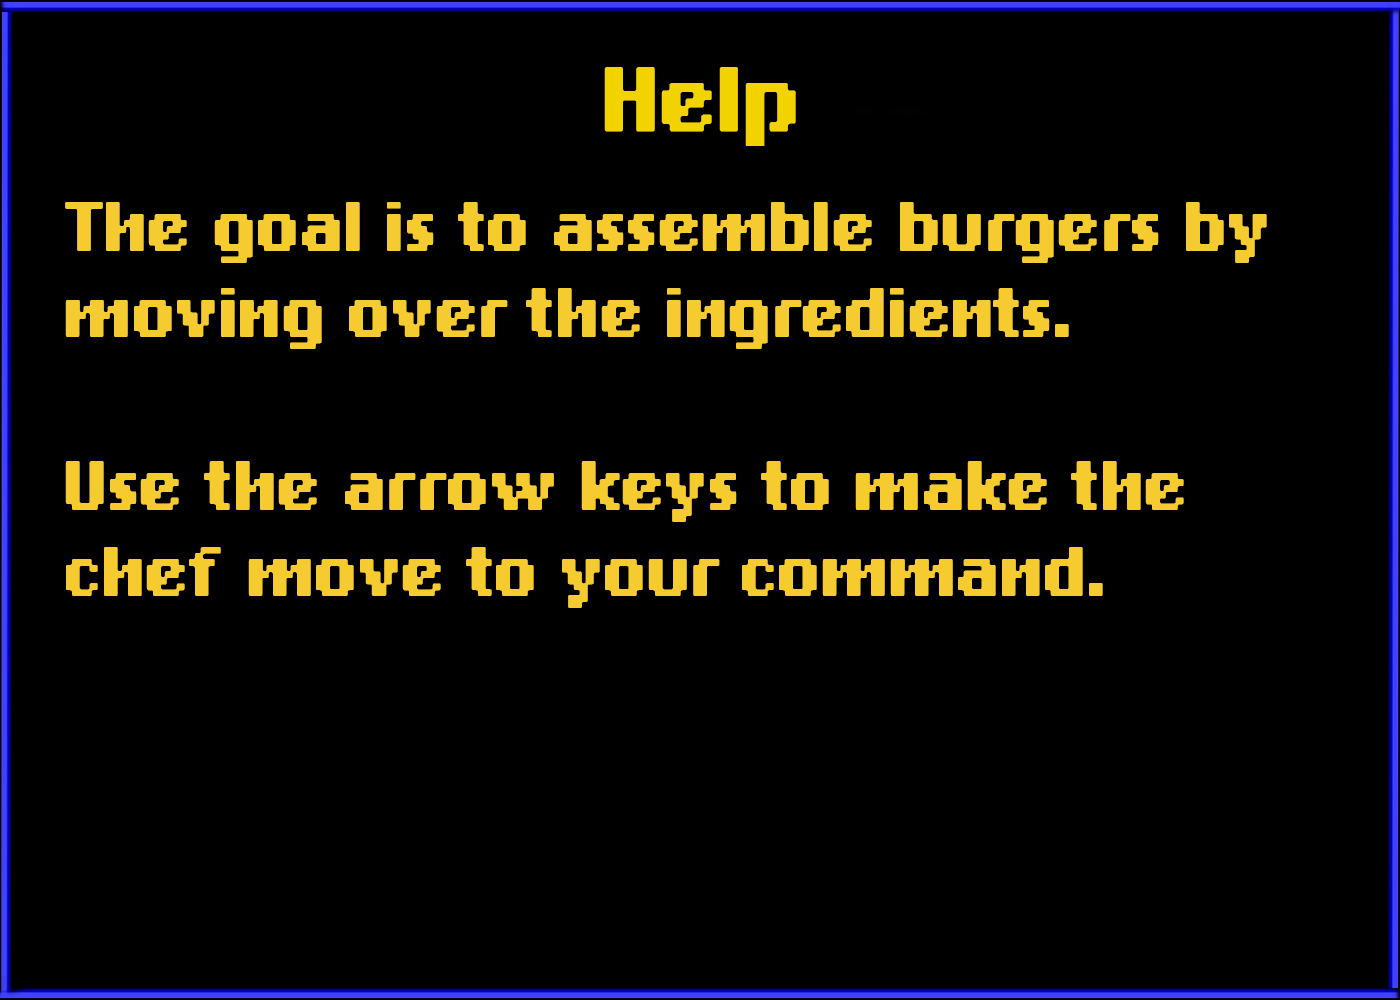 Help
The goal is to assemble burgers by
moving over the ingredients.
Use the arrow keys to make the
chef move to your command.